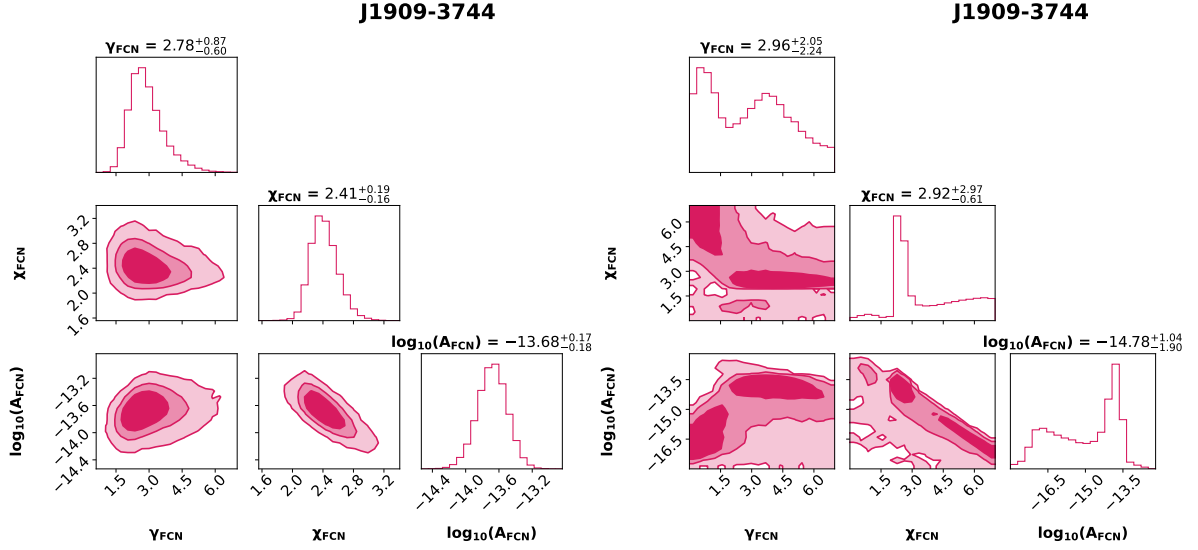 J1909-3744
γFCN = 2.78+0.87−0.60
χFCN = 2.41+0.19−0.16
log10(AFCN) = −13.68+0.17−0.18
χFCN
3.2
2.8
2.4
2.0
1.6
log10(AFCN)
−13.2
−13.6
−14.0
−14.4
1.5 3.0 4.5 6.0
1.6 2.0 2.4 2.8 3.2
−14.4 −14.0 −13.6 −13.2
γFCN χFCN log10(AFCN)
J1909-3744
γFCN = 2.96+2.05−2.24
χFCN = 2.92+2.97−0.61
log10(AFCN) = −14.78+1.04−1.90
χFCN
6.0
4.5
3.0
1.5
log10(AFCN)
−13.5
−15.0
−16.5
1.5 3.0 4.5 6.0
1.5 3.0 4.5 6.0
−16.5 −15.0 −13.5
γFCN χFCN log10(AFCN)